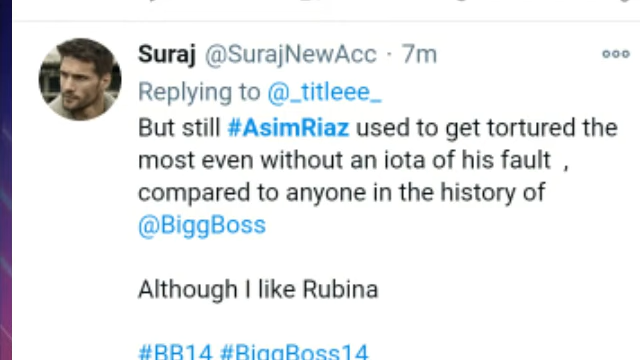 Suraj @SurajNewAcc · 7m
Replying to @_titleee_
But still #AsimRiaz used to get tortured the
most even without an iota of his fault ,
compared to anyone in the history of
@BiggBoss
Although I like Rubina
#BB14 #BiggBoss14